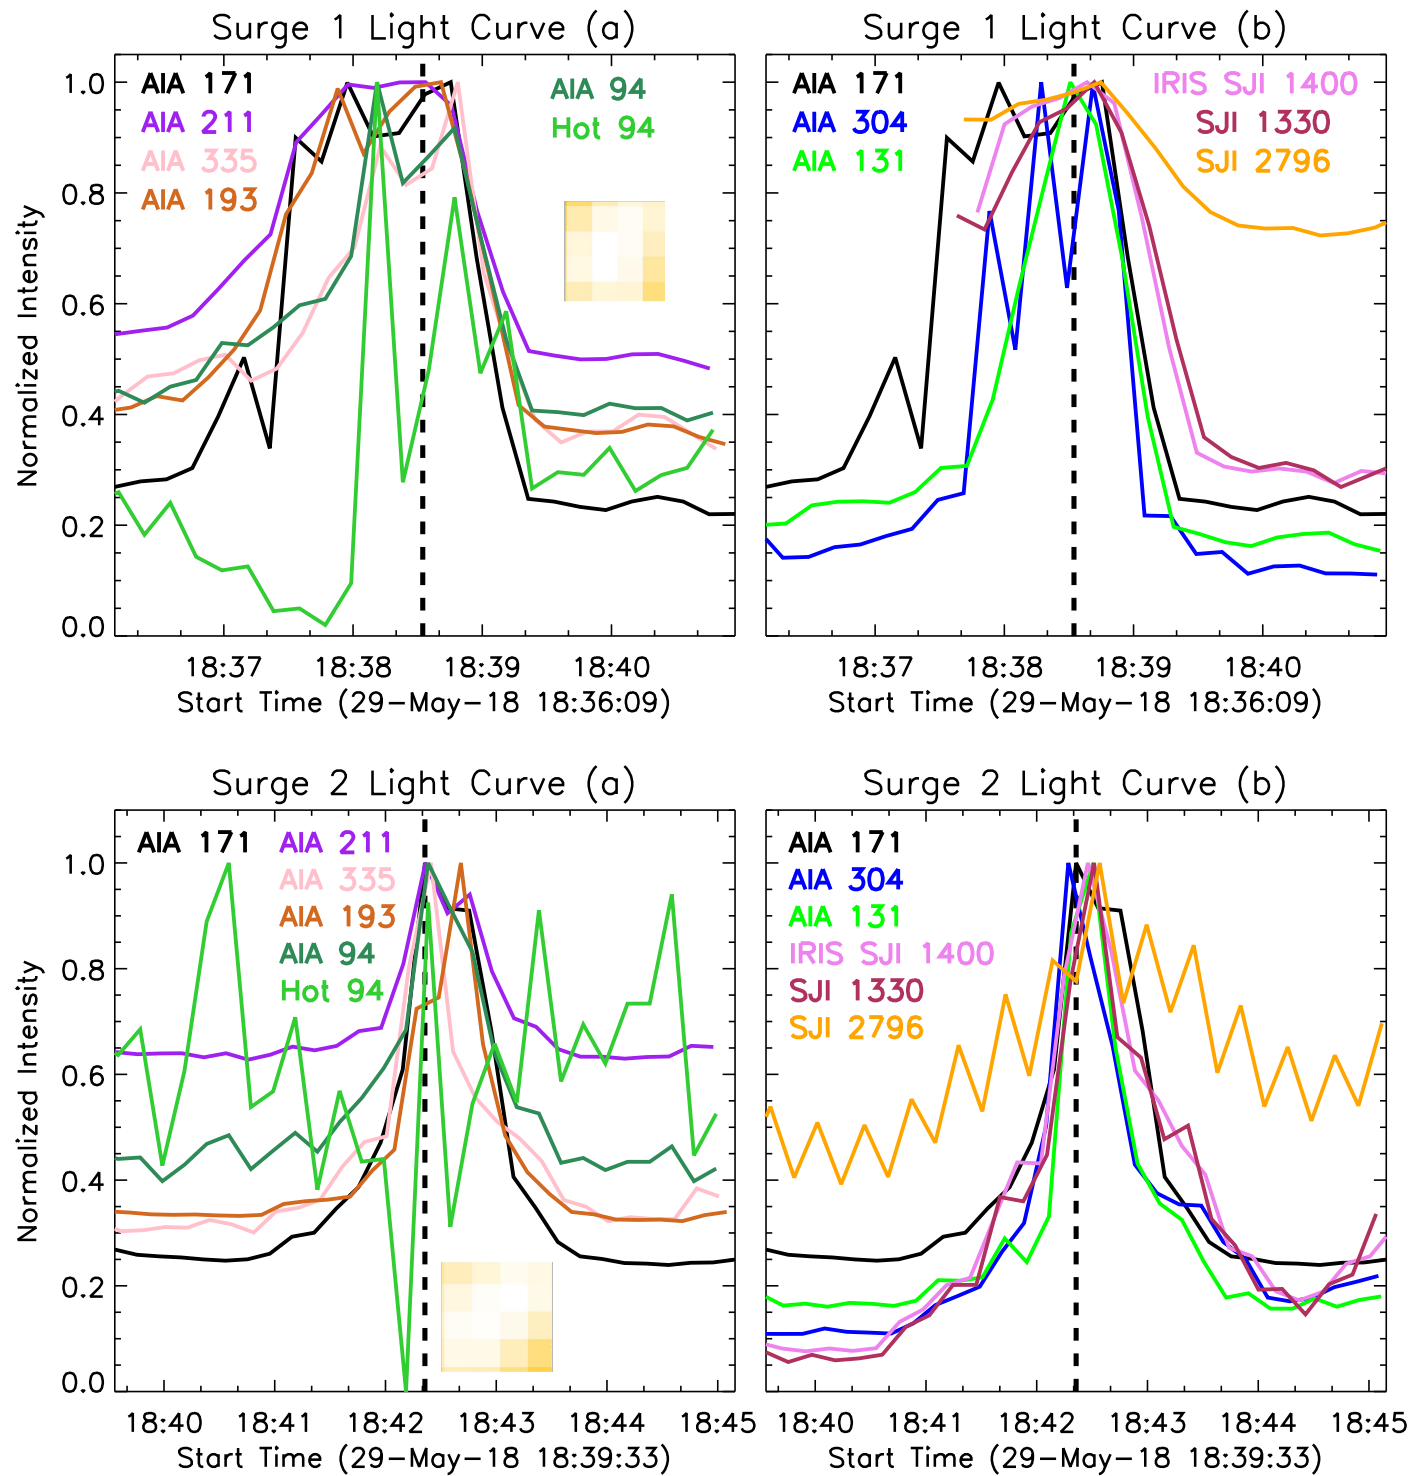 Surge 1 Light Curve (a)
AIA 171
AIA 211
AIA 335
AIA 193
AIA 94
Hot 94
1.0
0.8
0.6
0.4
0.2
0.0
Normalized Intensity
18:37 18:38 18:39 18:40
Start Time (29-May-18 18:36:09)
Surge 1 Light Curve (b)
AIA 171
AIA 304
AIA 131
IRIS SJI 1400
SJI 1330
SJI 2796
18:37 18:38 18:39 18:40
Start Time (29-May-18 18:36:09)
Surge 2 Light Curve (a)
AIA 171
AIA 211
AIA 335
AIA 193
AIA 94
Hot 94
1.0
0.8
0.6
0.4
0.2
0.0
Normalized Intensity
18:40 18:41 18:42 18:43 18:44 18:45
Start Time (29-May-18 18:39:33)
Surge 2 Light Curve (b)
AIA 171
AIA 304
AIA 131
IRIS SJI 1400
SJI 1330
SJI 2796
18:40 18:41 18:42 18:43 18:44 18:45
Start Time (29-May-18 18:39:33)